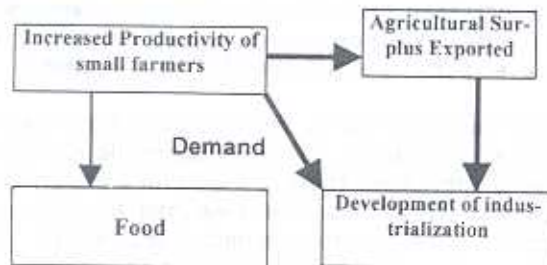 Increased Productivity of
small farmers
Agricultural Sur-
plus Exported
Demand
Food
Development of indus-
trialization